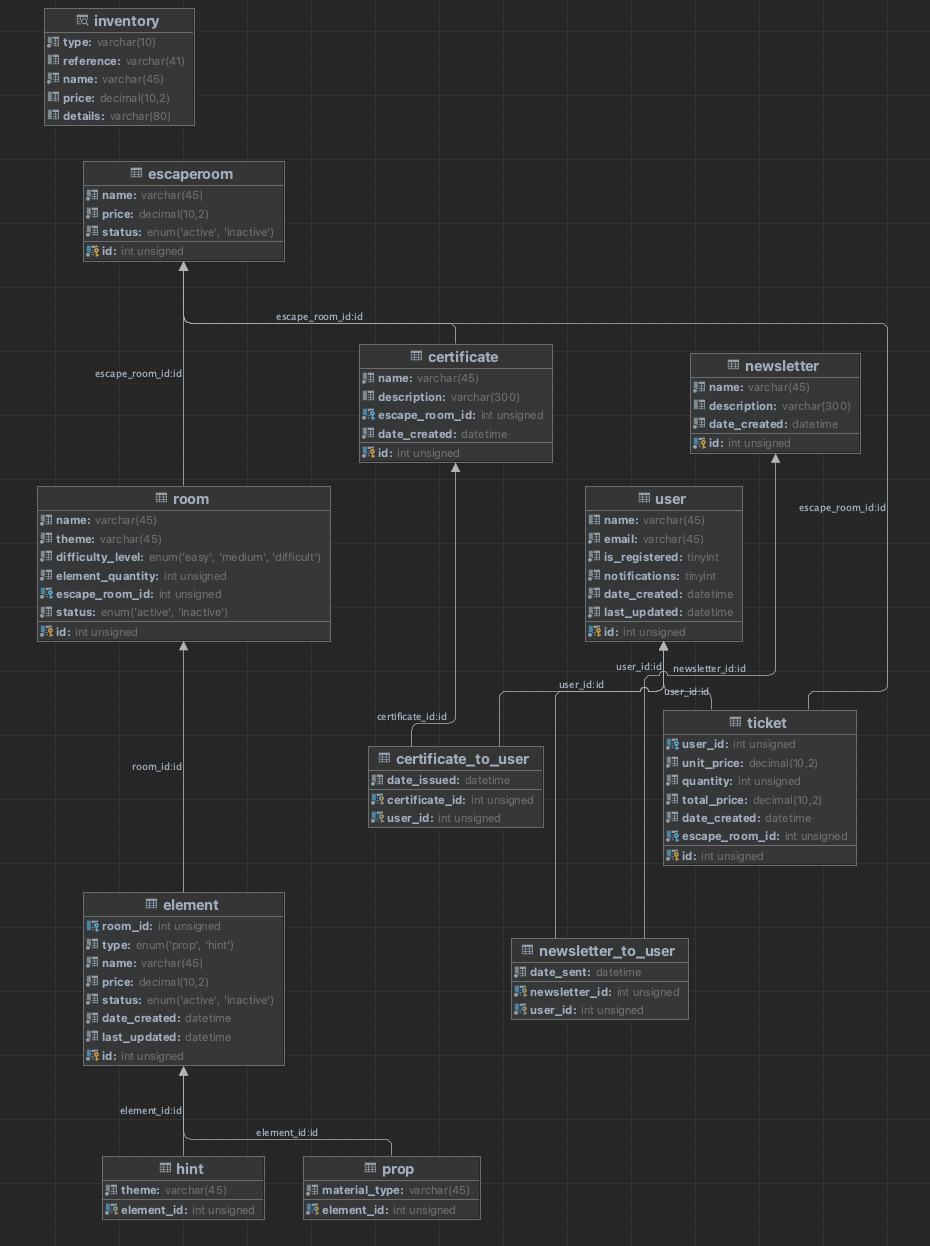 inventory
type: varchar(10)
reference: varchar(41)
name: varchar(45)
price: decimal(10,2)
details: varchar(80)
escaperoom
name: varchar(45)
price: decimal(10,2)
status: enum('active', 'inactive')
id: int unsigned
escape_room_id:id
escape_room_id:id
certificate
name: varchar(45)
description: varchar(300)
escape_room_id: int unsigned
date_created: datetime
id: int unsigned
newsletter
name: varchar(45)
description: varchar(300)
date_created: datetime
id: int unsigned
escape_room_id:id
room
name: varchar(45)
theme: varchar(45)
difficulty_level: enum('easy', 'medium', 'difficult')
element_quantity: int unsigned
escape_room_id: int unsigned
status: enum('active', 'inactive')
id: int unsigned
user
name: varchar(45)
email: varchar(45)
is_registered: tinyint
notifications: tinyint
date_created: datetime
last_updated: datetime
id: int unsigned
user_id:id
newsletter_id:id
user_id:id
user_id:id
certificate_id:id
room_id:id
certificate_to_user
date_issued: datetime
certificate_id: int unsigned
user_id: int unsigned
ticket
user_id: int unsigned
unit_price: decimal(10,2)
quantity: int unsigned
total_price: decimal(10,2)
date_created: datetime
escape_room_id: int unsigned
id: int unsigned
element
room_id: int unsigned
type: enum('prop', 'hint')
name: varchar(45)
price: decimal(10,2)
status: enum('active', 'inactive')
date_created: datetime
last_updated: datetime
id: int unsigned
newsletter_to_user
date_sent: datetime
newsletter_id: int unsigned
user_id: int unsigned
element_id:id
element_id:id
hint
theme: varchar(45)
element_id: int unsigned
prop
material_type: varchar(45)
element_id: int unsigned